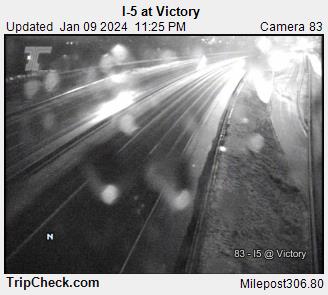 I-5 at Victory
Updated Jan 09 2024 11:25 PM Camera 83
T
N
83 - I5 @ Victory
TripCheck.com Milepost306.80